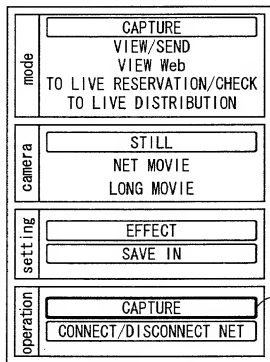 mode
CAPTURE
VIEW/SEND
VIEW Web
TO LIVE RESERVATION/CHECK
TO LIVE DISTRIBUTION
camera
STILL
NET MOVIE
LONG MOVIE
setting
EFFECT
SAVE IN
operation
CAPTURE
CONNECT/DISCONNECT NET